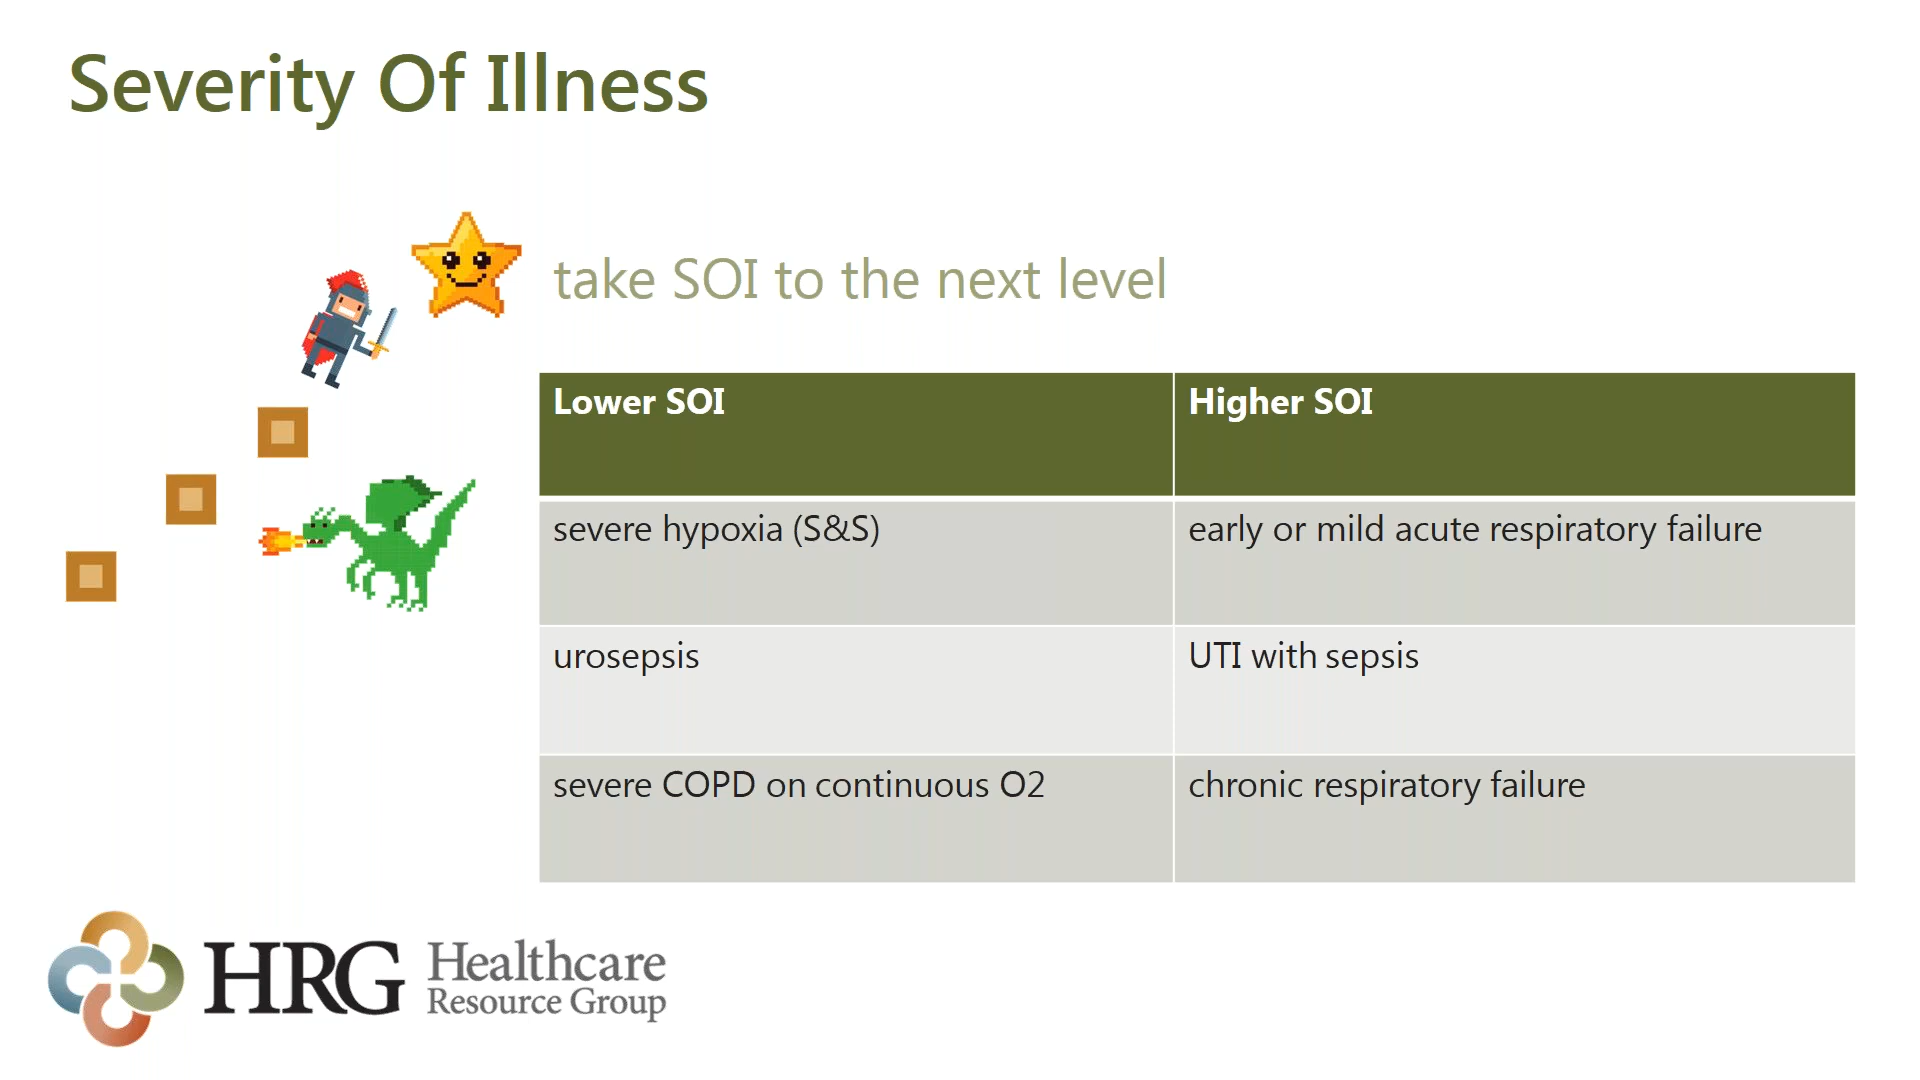 Severity Of Illness
take SOI to the next level
Lower SOI
Higher SOI
severe hypoxia (S&S)
early or mild acute respiratory failure
urosepsis
UTI with sepsis
severe COPD on continuous O2
chronic respiratory failure
HRG Healthcare
Resource Group